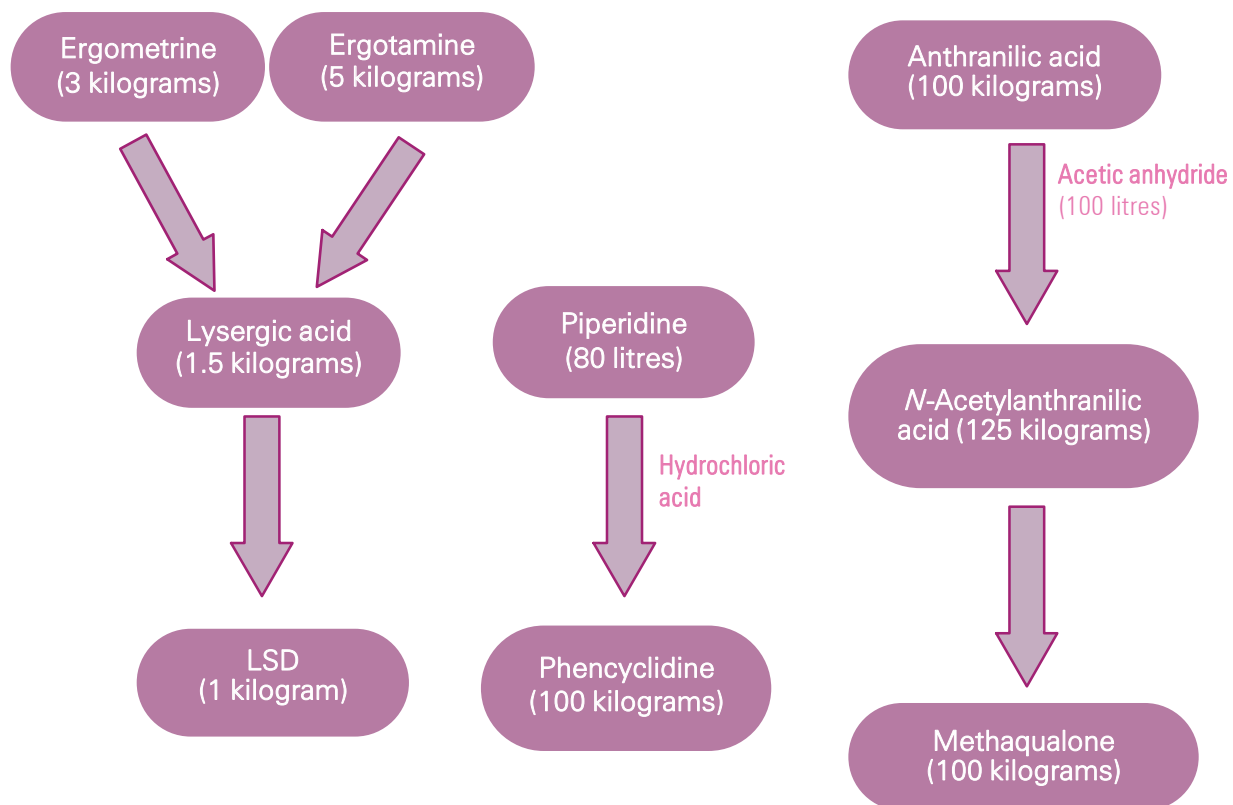 Ergometrine
(3 kilograms)
Ergotamine
(5 kilograms)
Lysergic acid
(1.5 kilograms)
LSD
(1 kilogram)
Piperidine
(80 litres)
Hydrochloric
acid
Phencyclidine
(100 kilograms)
Anthranilic acid
(100 kilograms)
Acetic anhydride
(100 litres)
N-Acetylanthranilic
acid (125 kilograms)
Methaqualone
(100 kilograms)